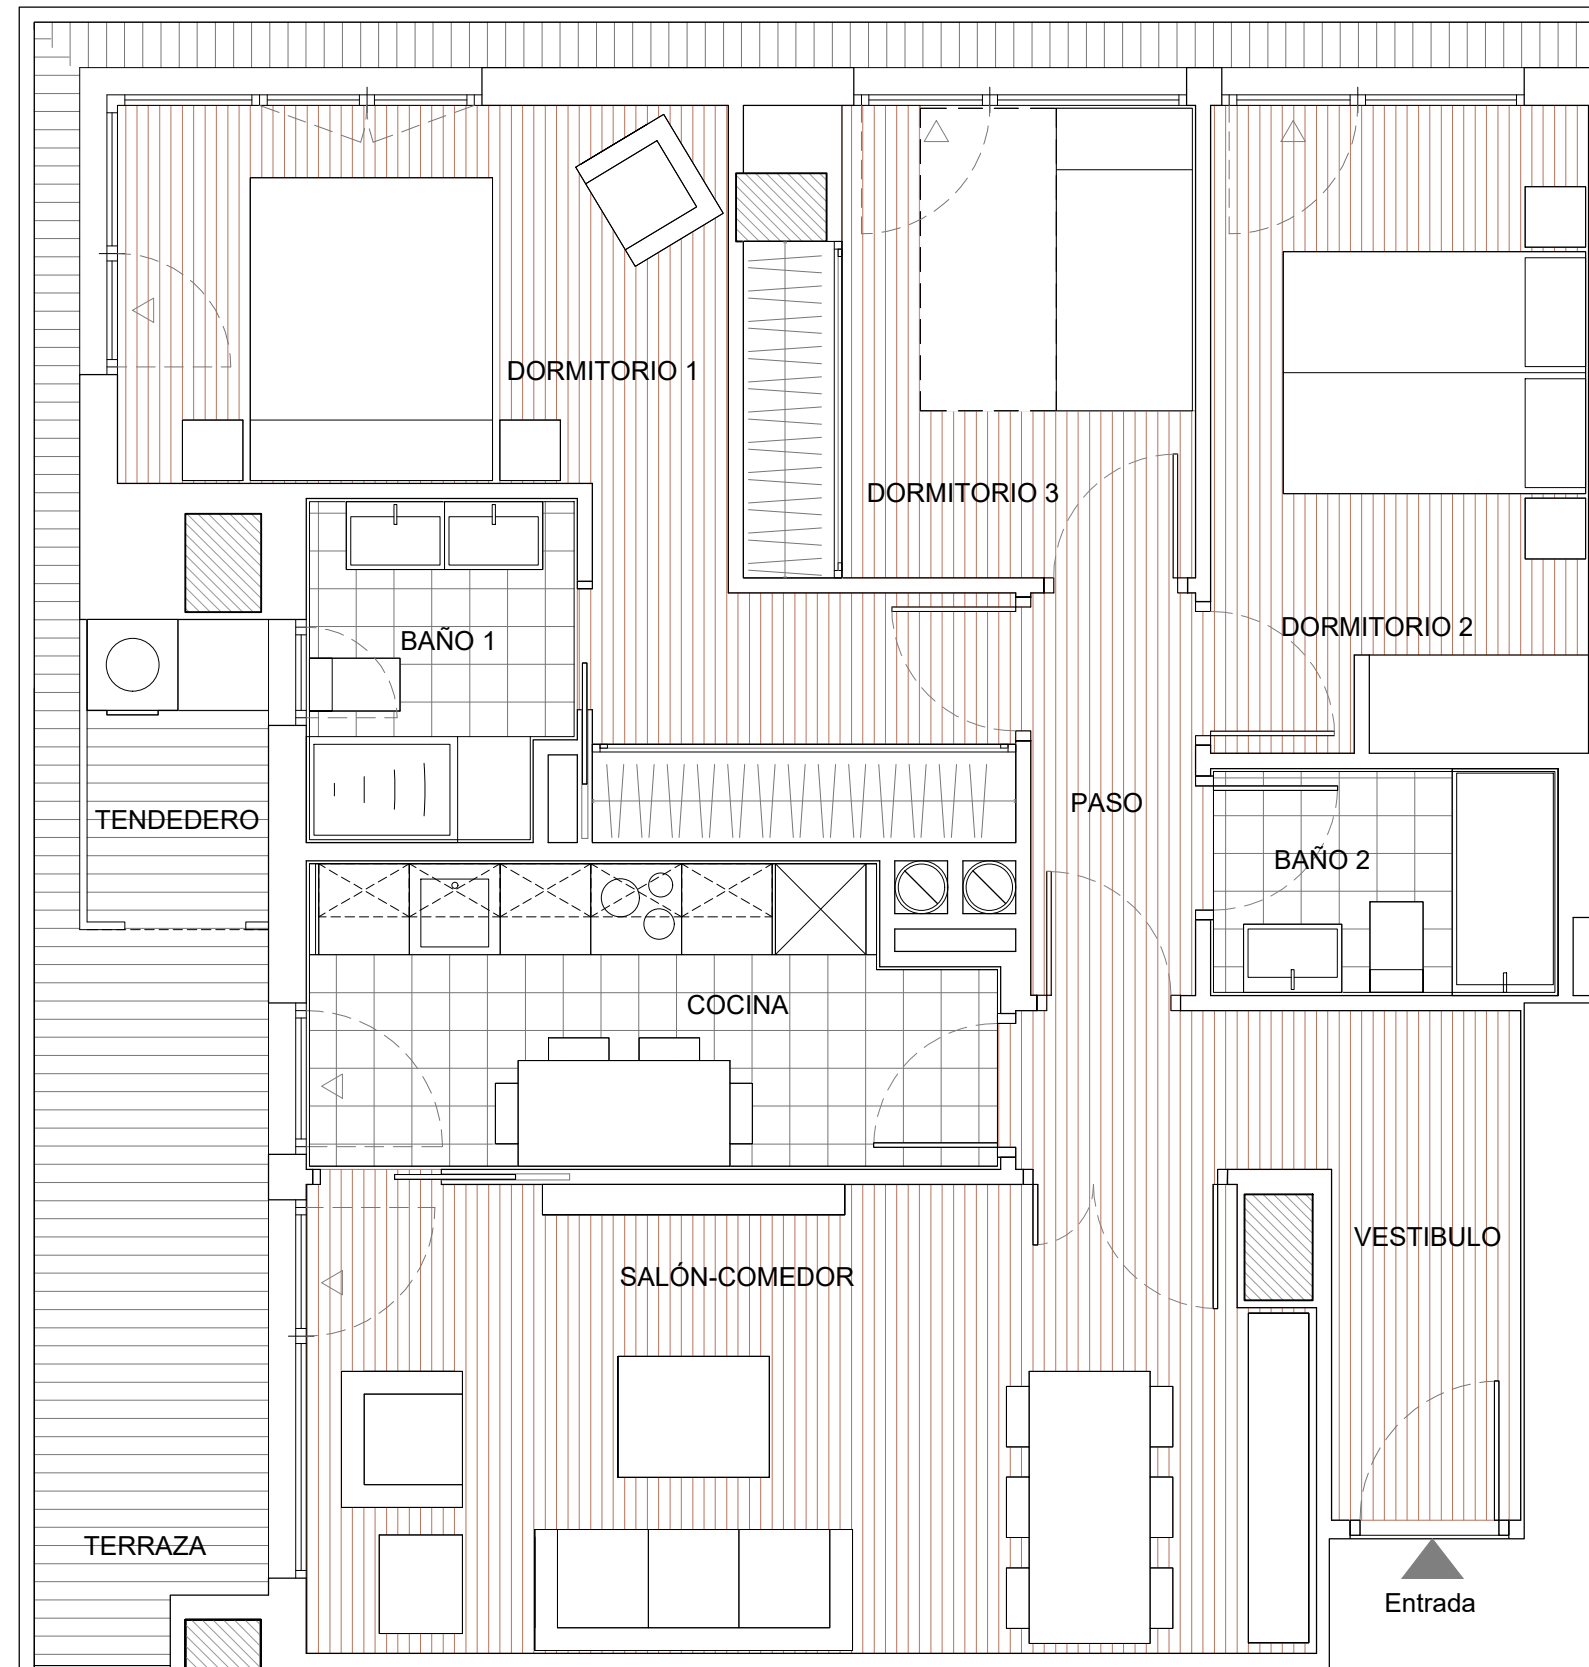 DORMITORIO 1
DORMITORIO 3
DORMITORIO 2
BAÑO 1
TENDEDERO
PASO
BAÑO 2
COCINA
VESTIBULO
SALÓN-COMEDOR
TERRAZA
Entrada